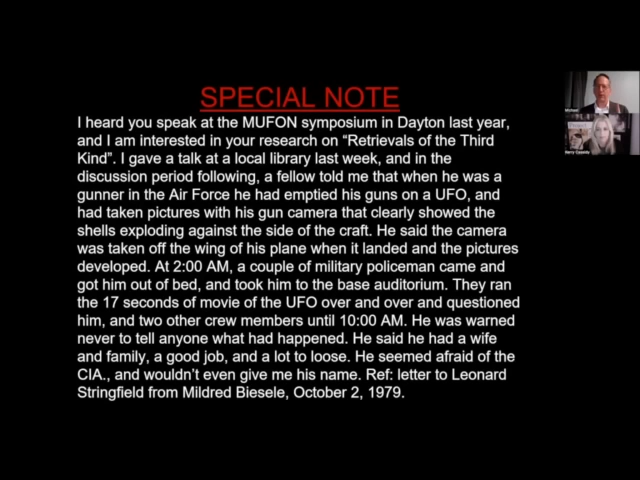 SPECIAL NOTE
I heard you speak at the MUFON symposium in Dayton last year,
and I am interested in your research on “Retrievals of the Third
Kind”. I gave a talk at a local library last week, and in the
discussion period following, a fellow told me that when he was a
gunner in the Air Force he had emptied his guns on a UFO, and
had taken pictures with his gun camera that clearly showed the
shells exploding against the side of the craft. He said the camera
was taken off the wing of his plane when it landed and the pictures
developed. At 2:00 AM, a couple of military policeman came and
got him out of bed, and took him to the base auditorium. They ran
the 17 seconds of movie of the UFO over and over and questioned
him, and two other crew members until 10:00 AM. He was warned
never to tell anyone what had happened. He said he had a wife
and family, a good job, and a lot to loose. He seemed afraid of the
CIA., and wouldn’t even give me his name. Ref: letter to Leonard
Stringfield from Mildred Biesele, October 2, 1979.
Michael
Kerry Cassidy